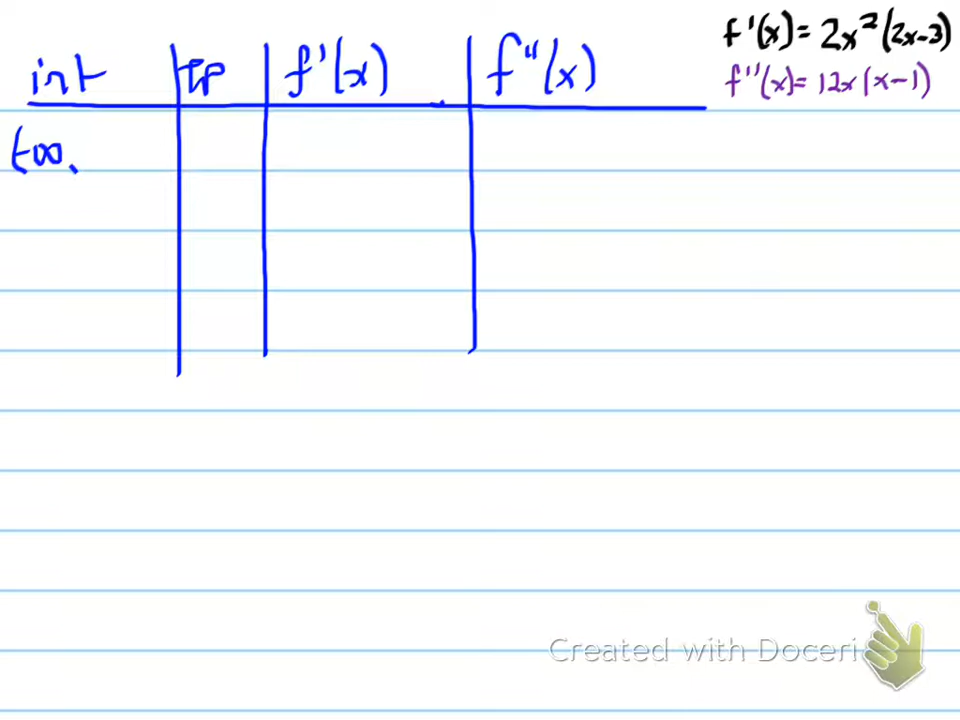 int tp f'(x) f''(x)
f'(x)= 2x²(2x-3)
f''(x)= 12x(x-1)
(-∞,
Created with Doceri